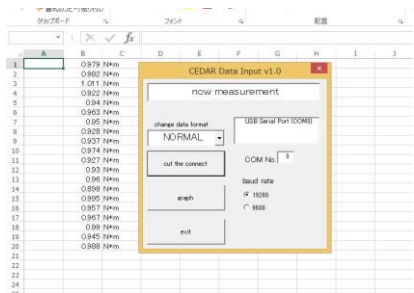 クリップボード フォント 配置
fx
A B C D E F G H I J
1 0.979 N*m
2 0.982 N*m
3 1.011 N*m
4 0.922 N*m
5 0.94 N*m
6 0.963 N*m
7 0.95 N*m
8 0.928 N*m
9 0.937 N*m
10 0.974 N*m
11 0.927 N*m
12 0.93 N*m
13 0.96 N*m
14 0.898 N*m
15 0.995 N*m
16 0.957 N*m
17 0.967 N*m
18 0.99 N*m
19 0.945 N*m
20 0.988 N*m
21
22
23
24
CEDAR Data Input v1.0
now measurement
change data format
NORMAL
USB Serial Port (COM3)
cut the connect
COM No. 3
baud rate
19200
9600
graph
exit